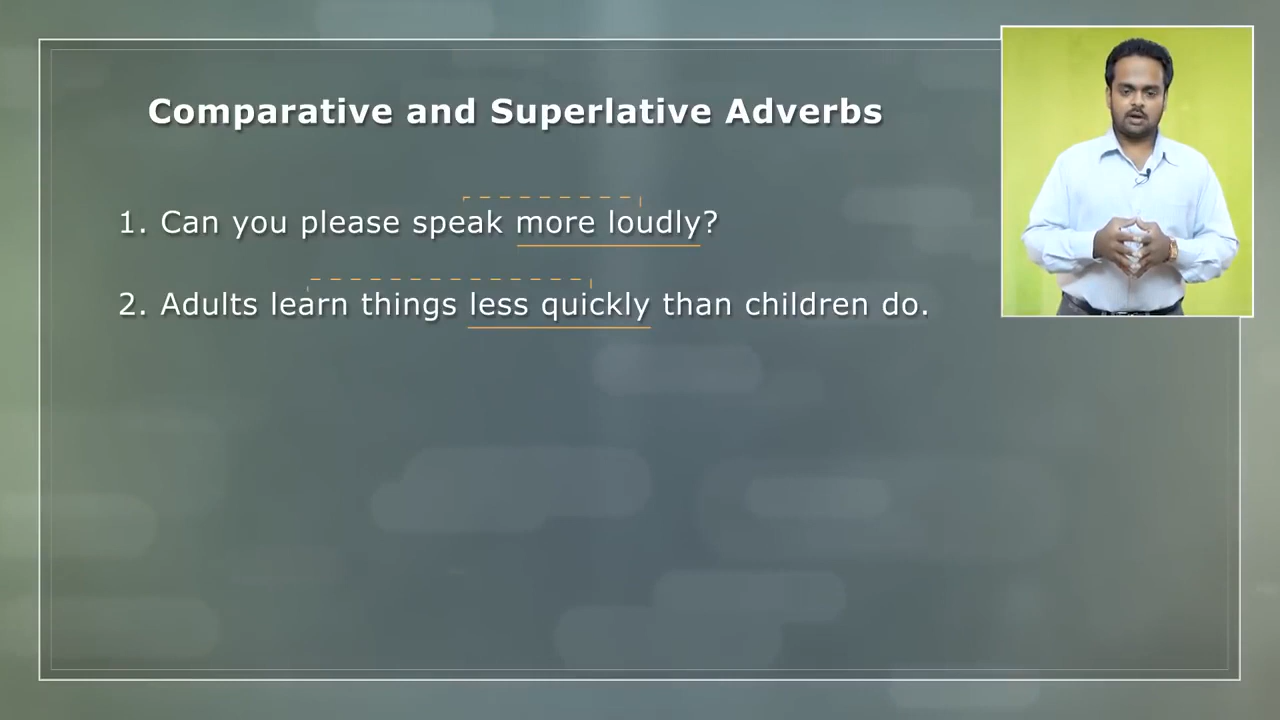 Comparative and Superlative Adverbs
1. Can you please speak more loudly?
2. Adults learn things less quickly than children do.